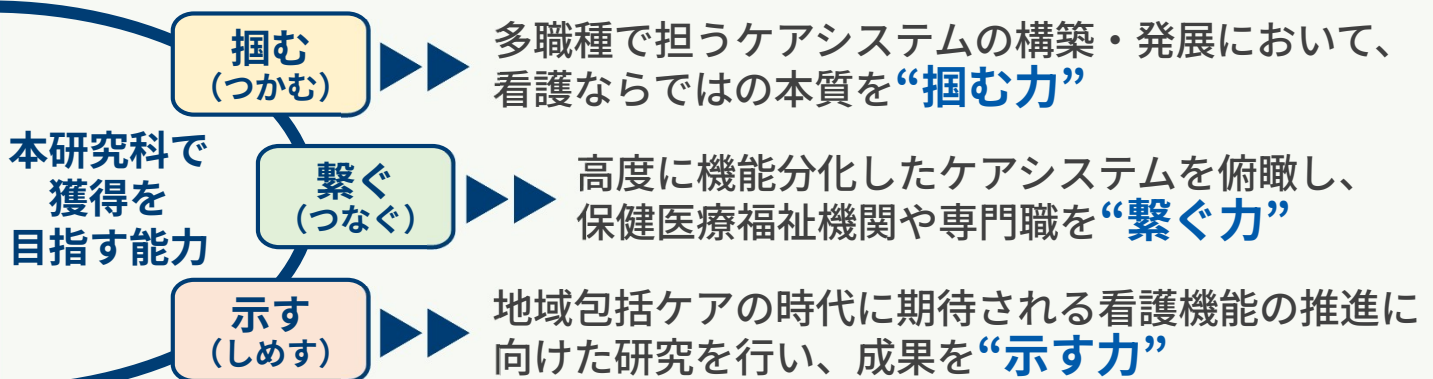 本研究科で
獲得を
目指す能力
掴む
(つかむ)
多職種で担うケアシステムの構築・発展において、
看護ならではの本質を“掴む力”
繋ぐ
(つなぐ)
高度に機能分化したケアシステムを俯瞰し、
保健医療福祉機関や専門職を“繋ぐ力”
示す
(しめす)
地域包括ケアの時代に期待される看護機能の推進に
向けた研究を行い、成果を“示す力”